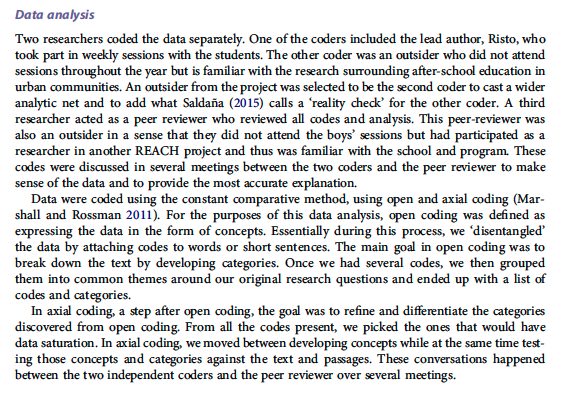 Data analysis
Two researchers coded the data separately. One of the coders included the lead author, Risto, who
took part in weekly sessions with the students. The other coder was an outsider who did not attend
sessions throughout the year but is familiar with the research surrounding after-school education in
urban communities. An outsider from the project was selected to be the second coder to cast a wider
analytic net and to add what Saldaña (2015) calls a ‘reality check’ for the other coder. A third
researcher acted as a peer reviewer who reviewed all codes and analysis. This peer-reviewer was
also an outsider in a sense that they did not attend the boys’ sessions but had participated as a
researcher in another REACH project and thus was familiar with the school and program. These
codes were discussed in several meetings between the two coders and the peer reviewer to make
sense of the data and to provide the most accurate explanation.
Data were coded using the constant comparative method, using open and axial coding (Mar-
shall and Rossman 2011). For the purposes of this data analysis, open coding was defined as
expressing the data in the form of concepts. Essentially during this process, we ‘disentangled’
the data by attaching codes to words or short sentences. The main goal in open coding was to
break down the text by developing categories. Once we had several codes, we then grouped
them into common themes around our original research questions and ended up with a list of
codes and categories.
In axial coding, a step after open coding, the goal was to refine and differentiate the categories
discovered from open coding. From all the codes present, we picked the ones that would have
data saturation. In axial coding, we moved between developing concepts while at the same time test-
ing those concepts and categories against the text and passages. These conversations happened
between the two independent coders and the peer reviewer over several meetings.